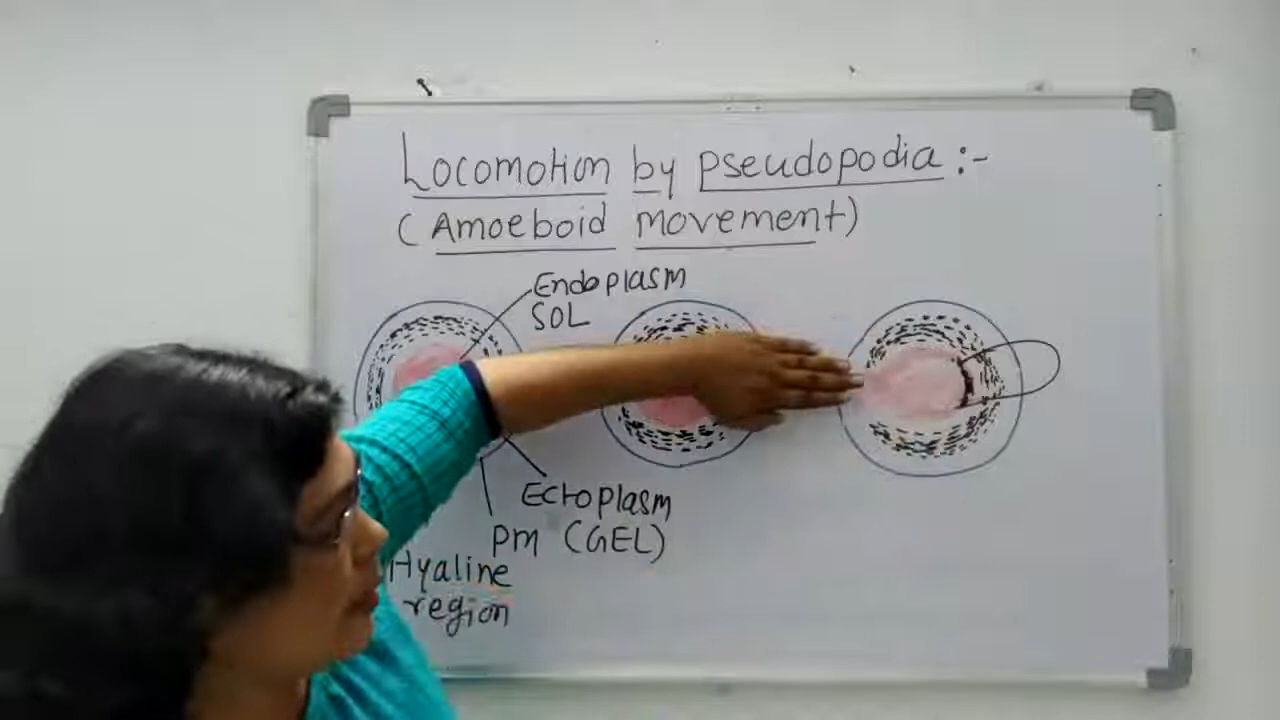 Locomotion by pseudopodia :-
(Amoeboid movement)
Endoplasm
SOL
Ectoplasm
PM (GEL)
Hyaline
region